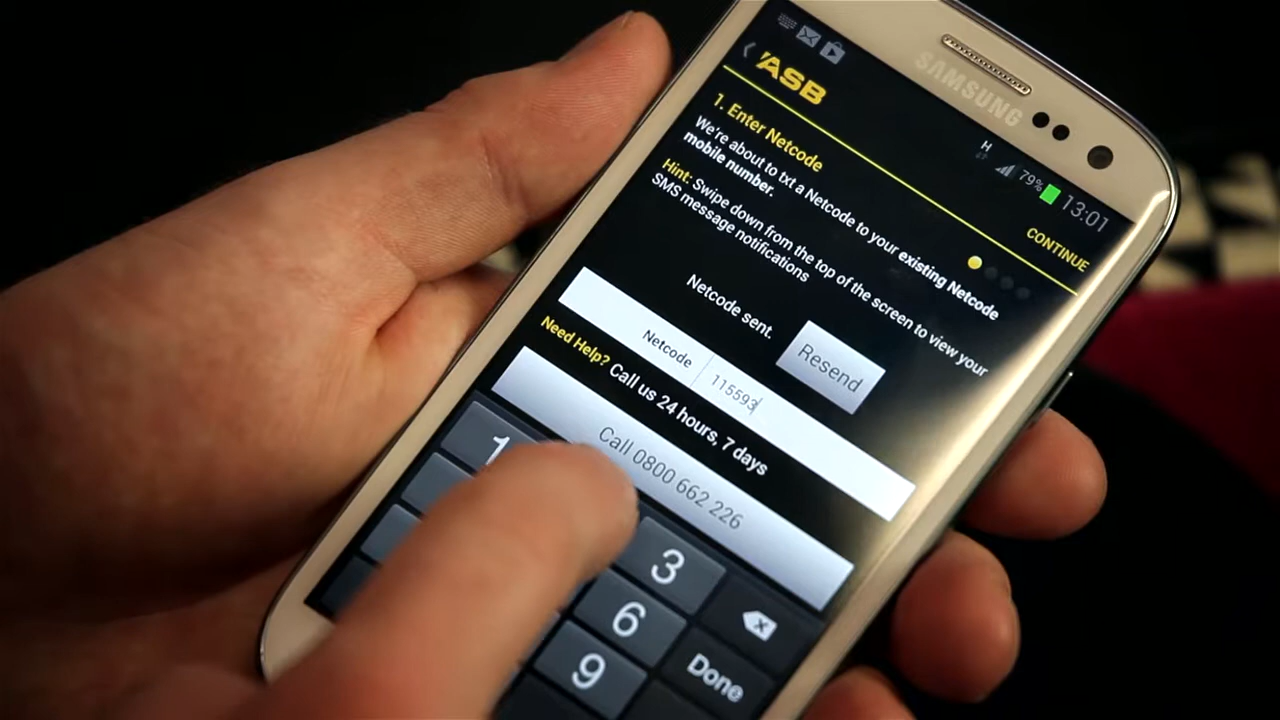 SAMSUNG
H
79%
13:01
ASB
CONTINUE
1. Enter Netcode
We're about to txt a Netcode to your existing Netcode
mobile number.
Hint: Swipe down from the top of the screen to view your
SMS message notifications
Netcode sent.
Resend
Netcode
115593
Need Help? Call us 24 hours, 7 days
Call 0800 662 226
1
3
6
9
Done